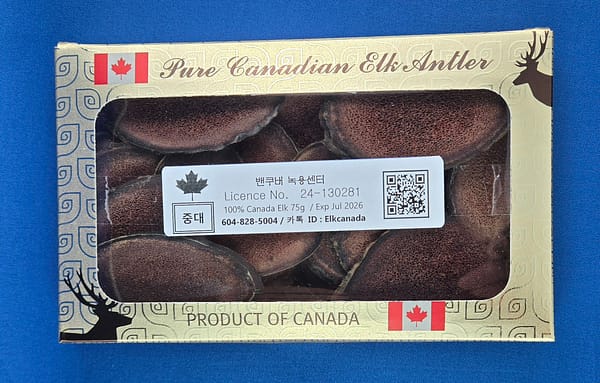 Pure Canadian Elk Antler
밴쿠버 녹용센터
Licence No. 24-130281
100% Canada Elk 75g / Exp Jul 2026
중대
604-828-5004 / 카톡 ID : Elkcanada
PRODUCT OF CANADA